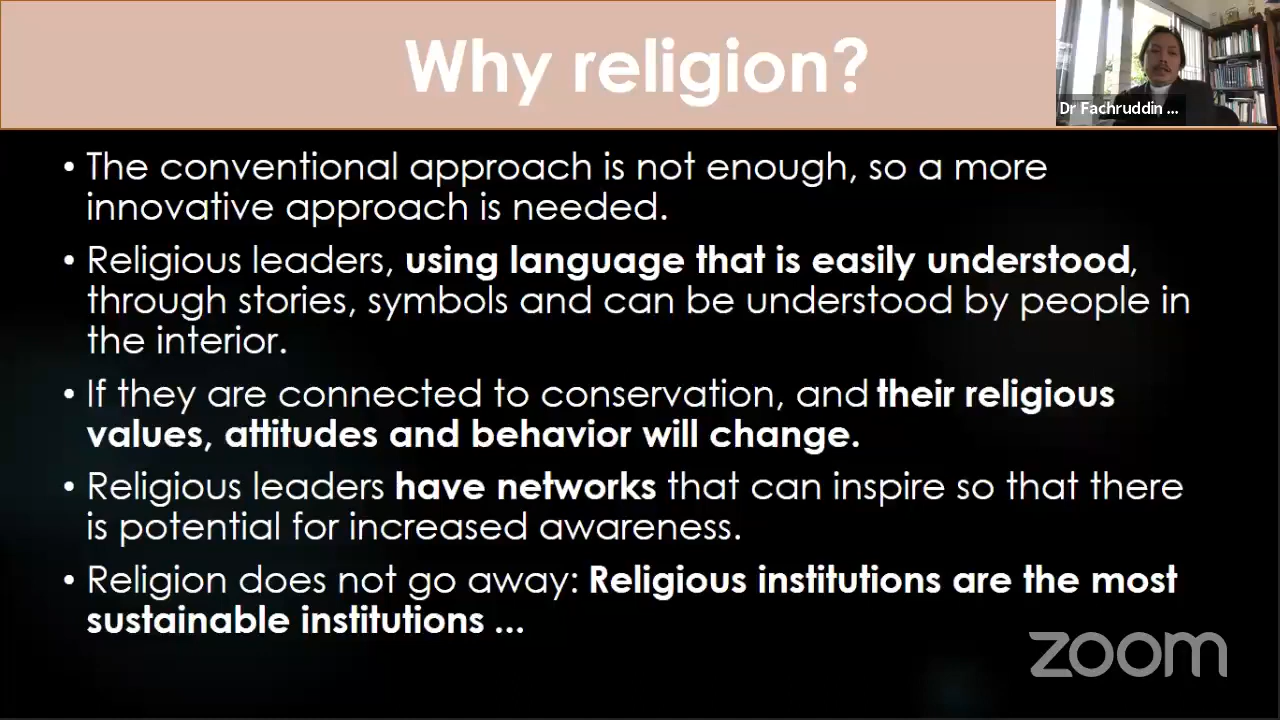 Why religion?
Dr Fachruddin ...
• The conventional approach is not enough, so a more
innovative approach is needed.
• Religious leaders, using language that is easily understood,
through stories, symbols and can be understood by people in
the interior.
• If they are connected to conservation, and their religious
values, attitudes and behavior will change.
• Religious leaders have networks that can inspire so that there
is potential for increased awareness.
• Religion does not go away: Religious institutions are the most
sustainable institutions ...
zoom